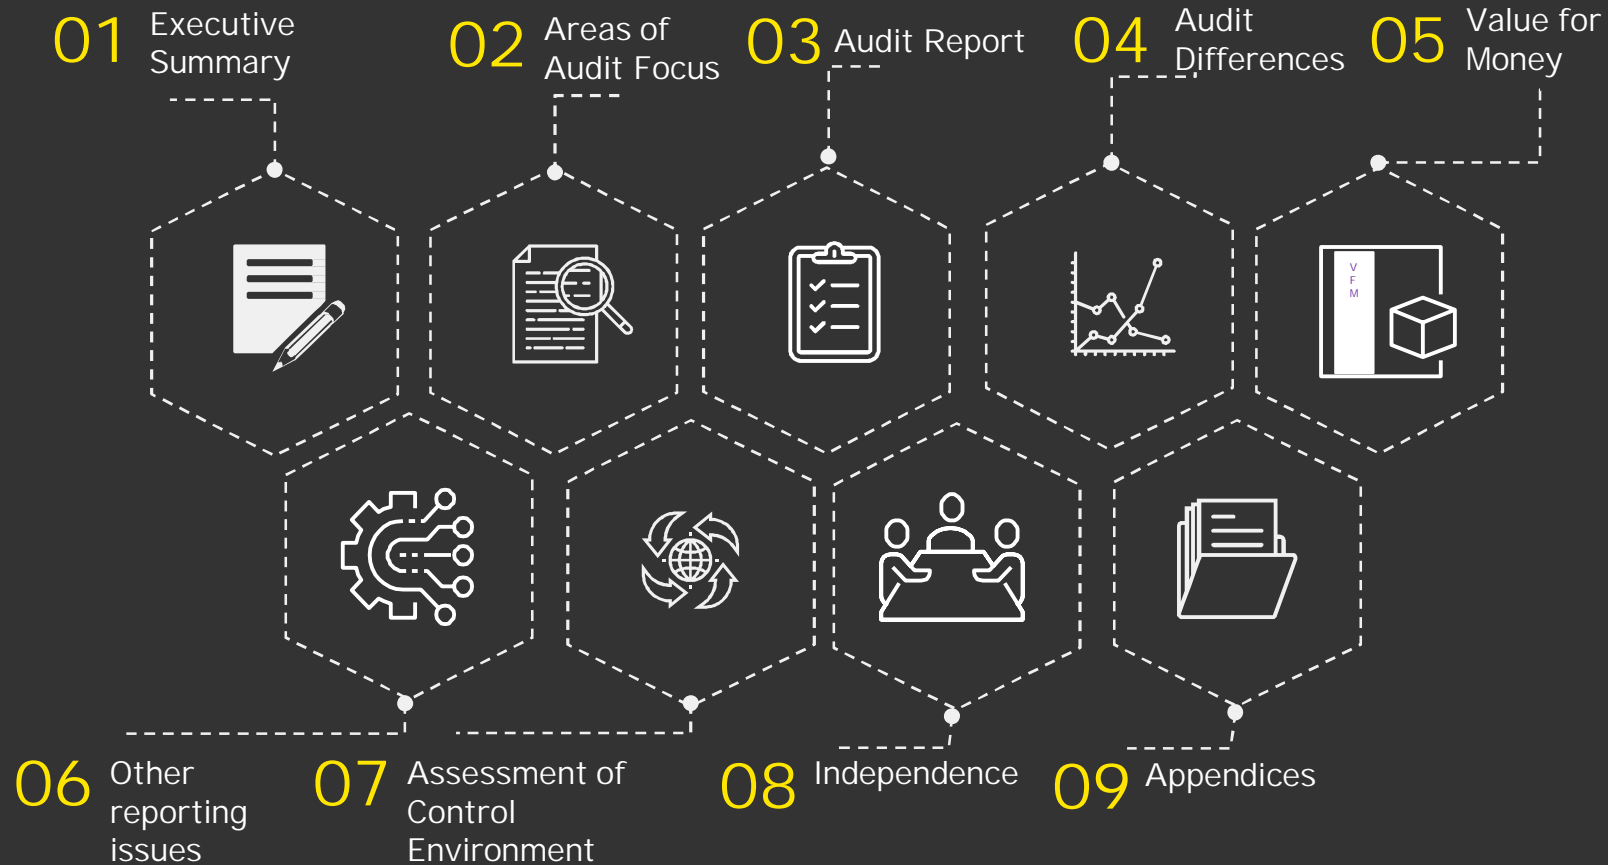 01 Executive
Summary
02 Areas of
Audit Focus
03 Audit Report
04 Audit
Differences
05 Value for
Money
V
F
M
06 Other
reporting
issues
07 Assessment of
Control
Environment
08 Independence
09 Appendices